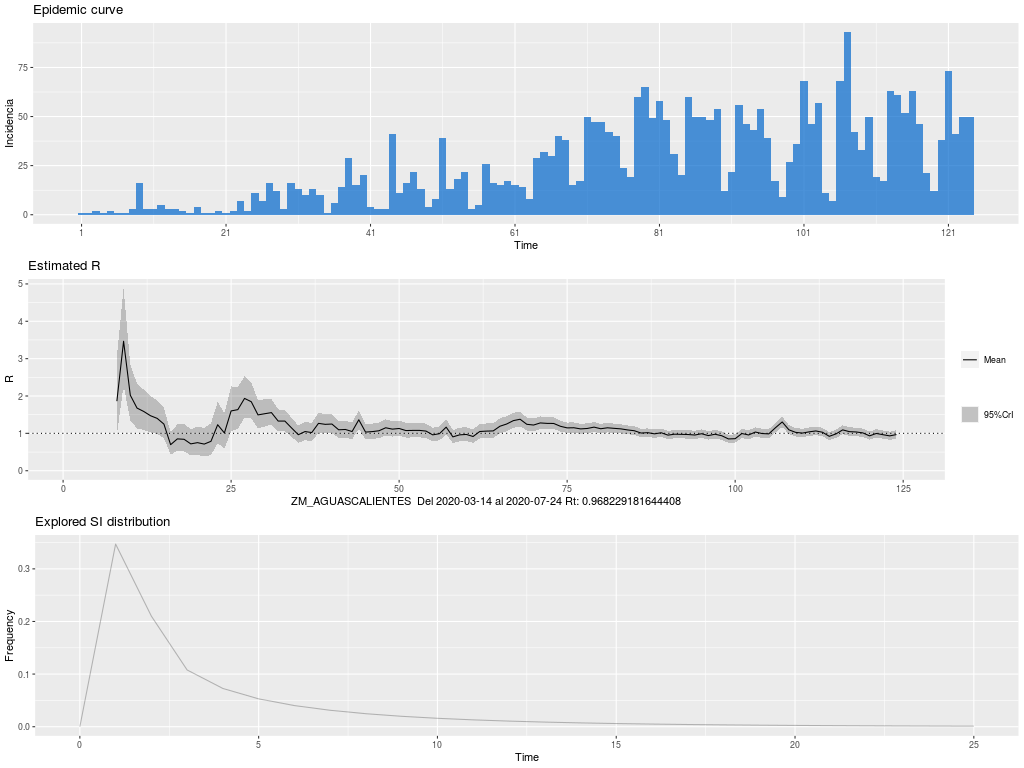 Epidemic curve
Incidencia
75
50
25
0
1 21 41 61 81 101 121
Time
Estimated R
R
5
4
3
2
1
0
Mean
95%CrI
0 25 50 75 100 125
ZM_AGUASCALIENTES Del 2020-03-14 al 2020-07-24 Rt: 0.968229181644408
Explored SI distribution
Frequency
0.3
0.2
0.1
0.0
0 5 10 15 20 25
Time